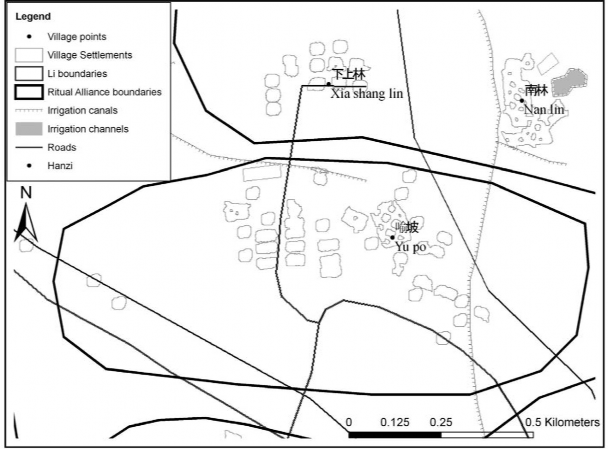 Legend
Village points
Village Settlements
Li boundaries
Ritual Alliance boundaries
Irrigation canals
Irrigation channels
Roads
Hanzi
N
下上林
Xia shang lin
南林
Nan lin
喻坡
Yu po
0 0.125 0.25 0.5 Kilometers